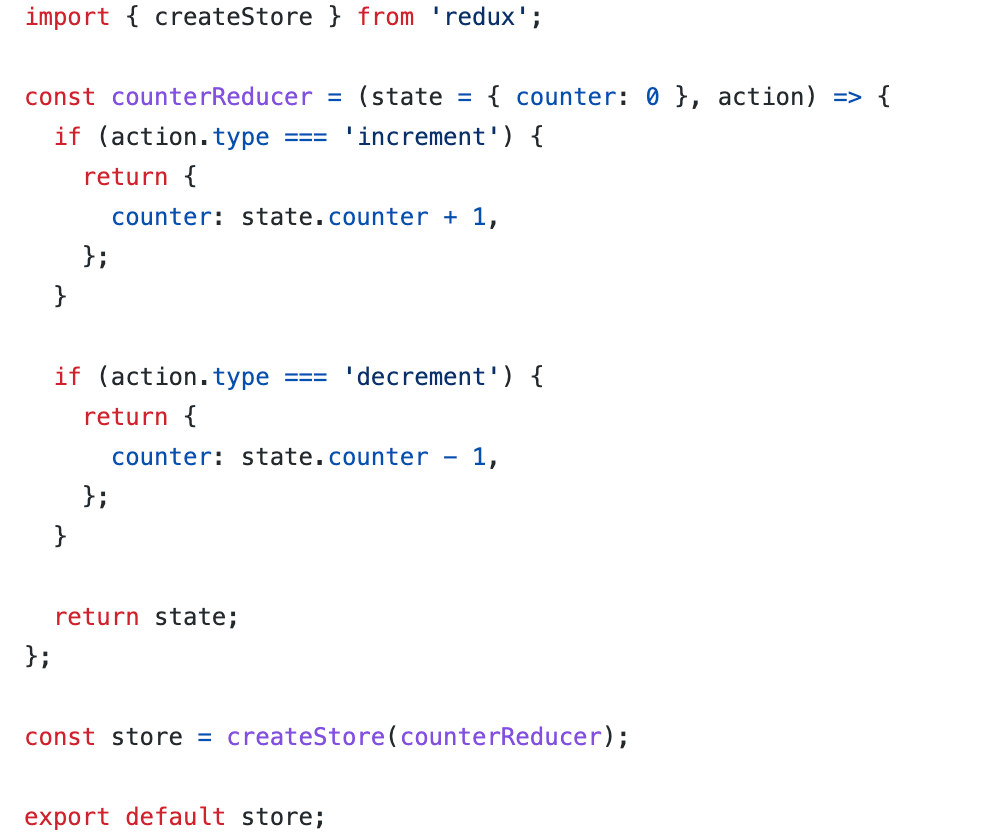 import { createStore } from 'redux';

const counterReducer = (state = { counter: 0 }, action) => {
  if (action.type === 'increment') {
    return {
      counter: state.counter + 1,
    };
  }

  if (action.type === 'decrement') {
    return {
      counter: state.counter - 1,
    };
  }

  return state;
};

const store = createStore(counterReducer);

export default store;